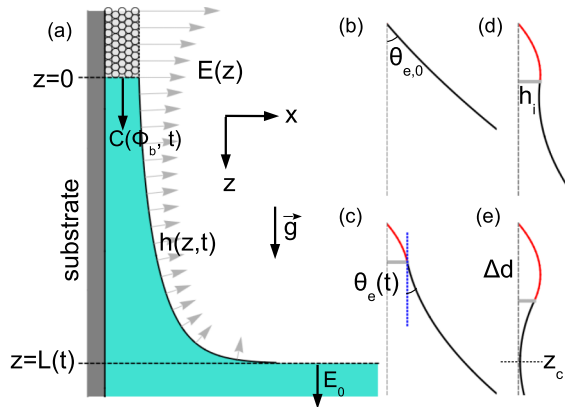 (a)
z=0
E(z)
C(Φb, t)
x
z
substrate
h(z,t)
g
z=L(t)
E0
(b)
θe,0
(c)
θe(t)
(d)
hi
(e)
Δd
zc